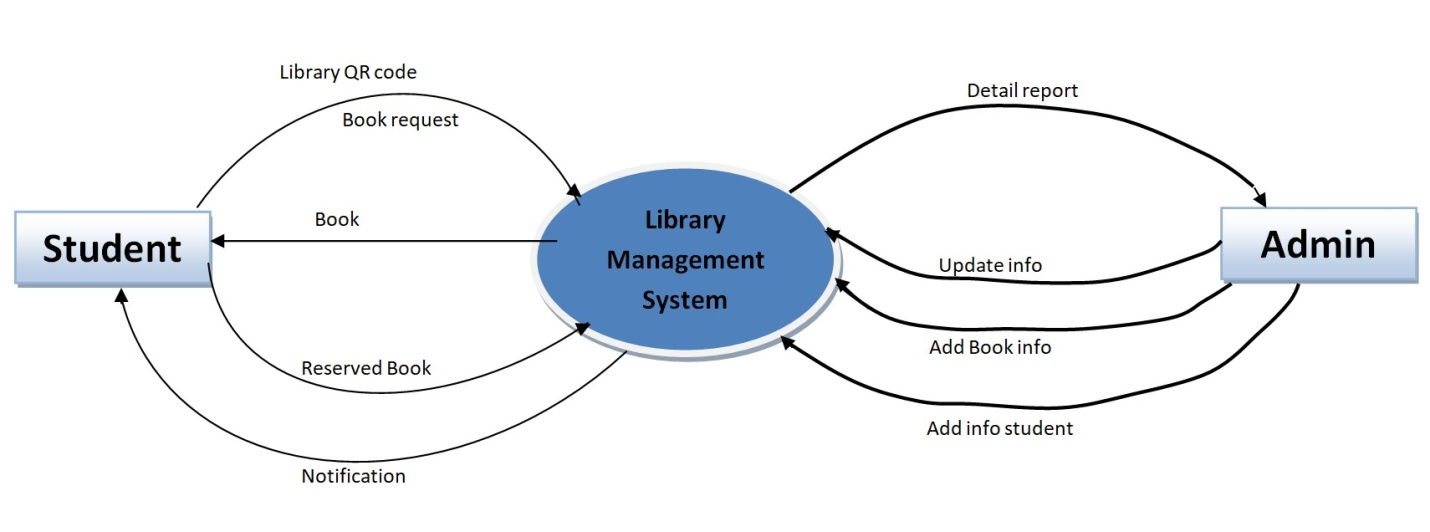 Library QR code
Book request
Detail report
Book
Student
Library
Management
System
Admin
Update info
Add Book info
Reserved Book
Add info student
Notification